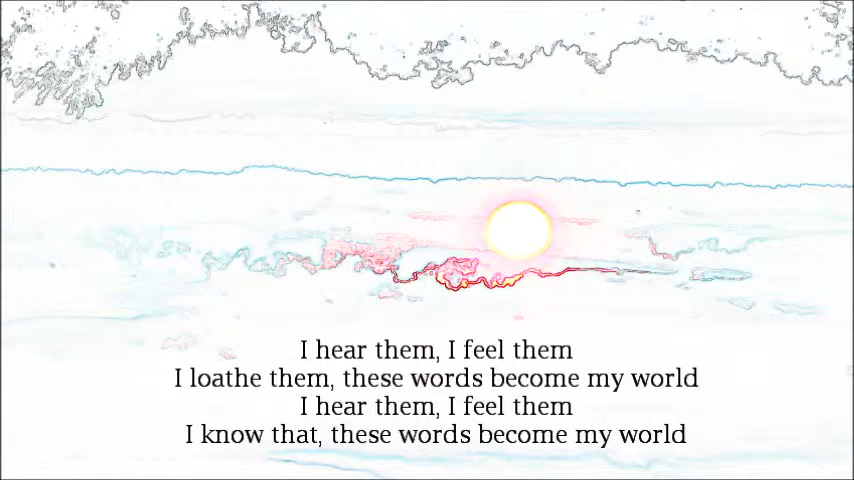 I hear them, I feel them
I loathe them, these words become my world
I hear them, I feel them
I know that, these words become my world